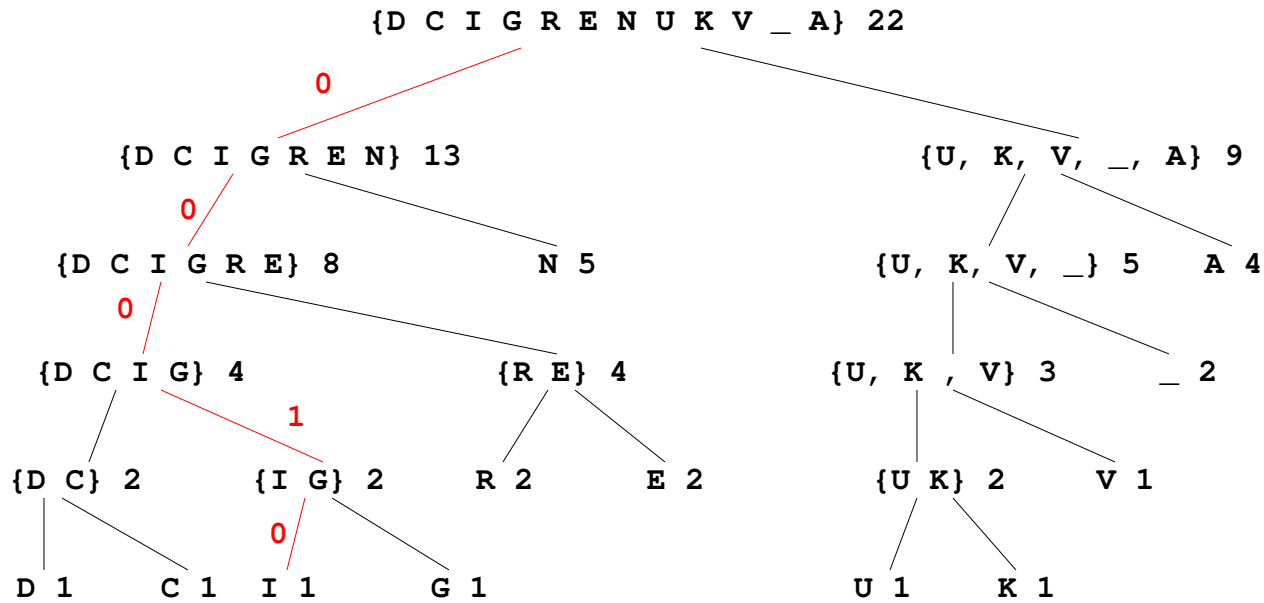 {D C I G R E N U K V _ A} 22
0
{D C I G R E N} 13 {U, K, V, _, A} 9
0
{D C I G R E} 8 N 5 {U, K, V, _} 5 A 4
0
{D C I G} 4 {R E} 4 {U, K , V} 3 _ 2
1
{D C} 2 {I G} 2 R 2 E 2 {U K} 2 V 1
0
D 1 C 1 I 1 G 1 U 1 K 1